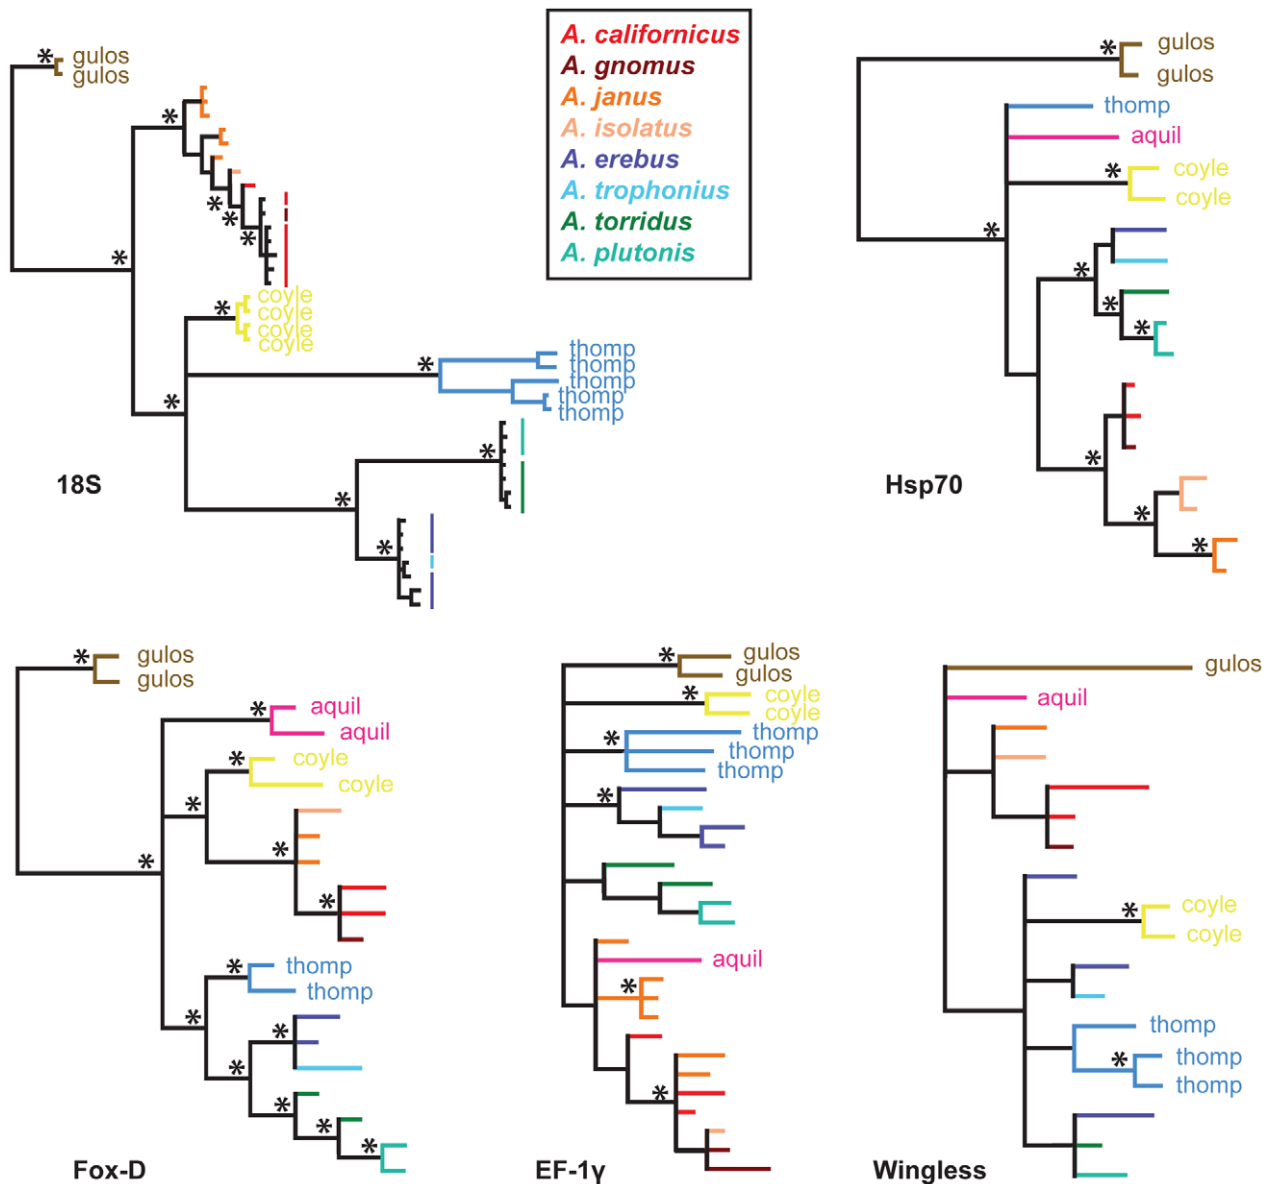 gulos
gulos
coyle
coyle
coyle
coyle
thomp
thomp
thomp
thomp
thomp
18S
A. californicus
A. gnomus
A. janus
A. isolatus
A. erebus
A. trophonius
A. torridus
A. plutonis
gulos
gulos
thomp
aquil
coyle
coyle
Hsp70
gulos
gulos
aquil
aquil
coyle
coyle
thomp
thomp
Fox-D
gulos
gulos
coyle
coyle
thomp
thomp
thomp
aquil
EF-1γ
gulos
aquil
coyle
coyle
thomp
thomp
thomp
Wingless